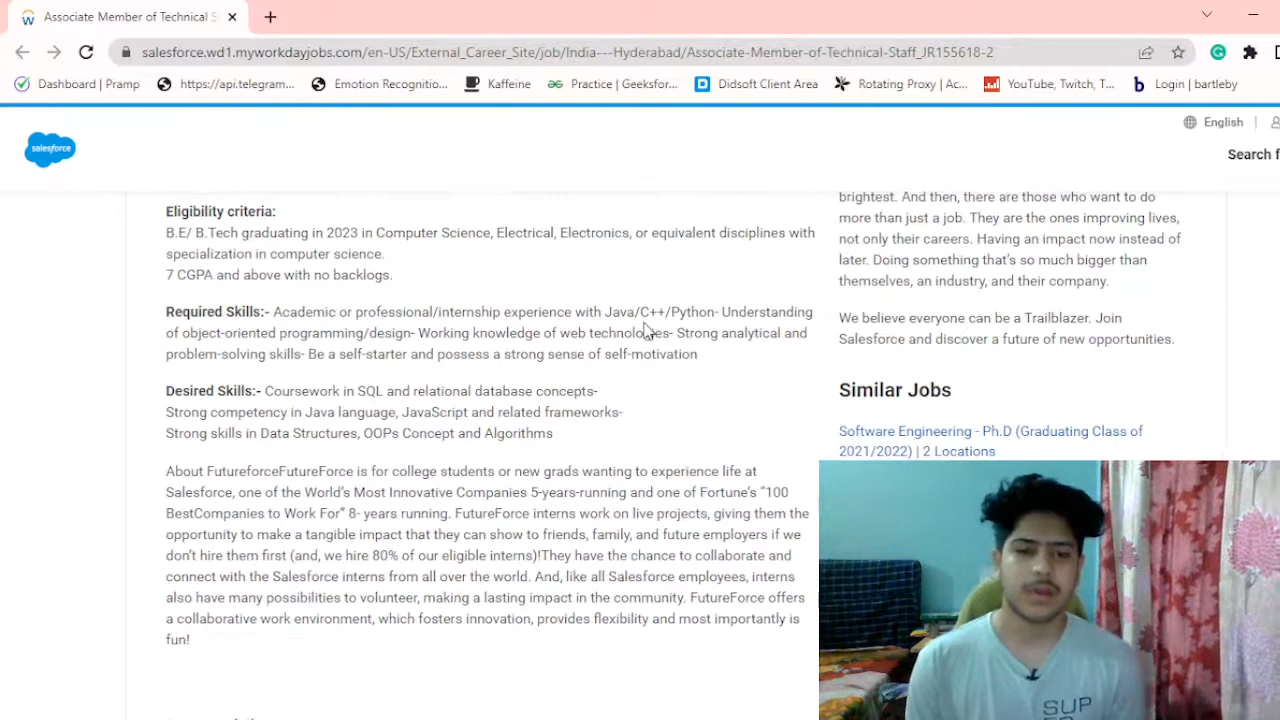 Associate Member of Technical S
salesforce.wd1.myworkdayjobs.com/en-US/External_Career_Site/job/India---Hyderabad/Associate-Member-of-Technical-Staff_JR155618-2
Dashboard | Pramp
https://api.telegram...
Emotion Recognitio...
Kaffeine
Practice | Geeksfor...
Didsoft Client Area
Rotating Proxy | Ac...
YouTube, Twitch, T...
Login | bartleby
English
salesforce
Search f
Eligibility criteria:
B.E/ B.Tech graduating in 2023 in Computer Science, Electrical, Electronics, or equivalent disciplines with
specialization in computer science.
7 CGPA and above with no backlogs.
Required Skills:- Academic or professional/internship experience with Java/C++/Python- Understanding
of object-oriented programming/design- Working knowledge of web technologies- Strong analytical and
problem-solving skills- Be a self-starter and possess a strong sense of self-motivation
Desired Skills:- Coursework in SQL and relational database concepts-
Strong competency in Java language, JavaScript and related frameworks-
Strong skills in Data Structures, OOPs Concept and Algorithms
About FutureforceFutureForce is for college students or new grads wanting to experience life at
Salesforce, one of the World's Most Innovative Companies 5-years-running and one of Fortune's "100
BestCompanies to Work For" 8- years running. FutureForce interns work on live projects, giving them the
opportunity to make a tangible impact that they can show to friends, family, and future employers if we
don't hire them first (and, we hire 80% of our eligible interns)!They have the chance to collaborate and
connect with the Salesforce interns from all over the world. And, like all Salesforce employees, interns
also have many possibilities to volunteer, making a lasting impact in the community. FutureForce offers
a collaborative work environment, which fosters innovation, provides flexibility and most importantly is
fun!
brightest. And then, there are those who want to do
more than just a job. They are the ones improving lives,
not only their careers. Having an impact now instead of
later. Doing something that's so much bigger than
themselves, an industry, and their company.
We believe everyone can be a Trailblazer. Join
Salesforce and discover a future of new opportunities.
Similar Jobs
Software Engineering - Ph.D (Graduating Class of
2021/2022) | 2 Locations
SUP